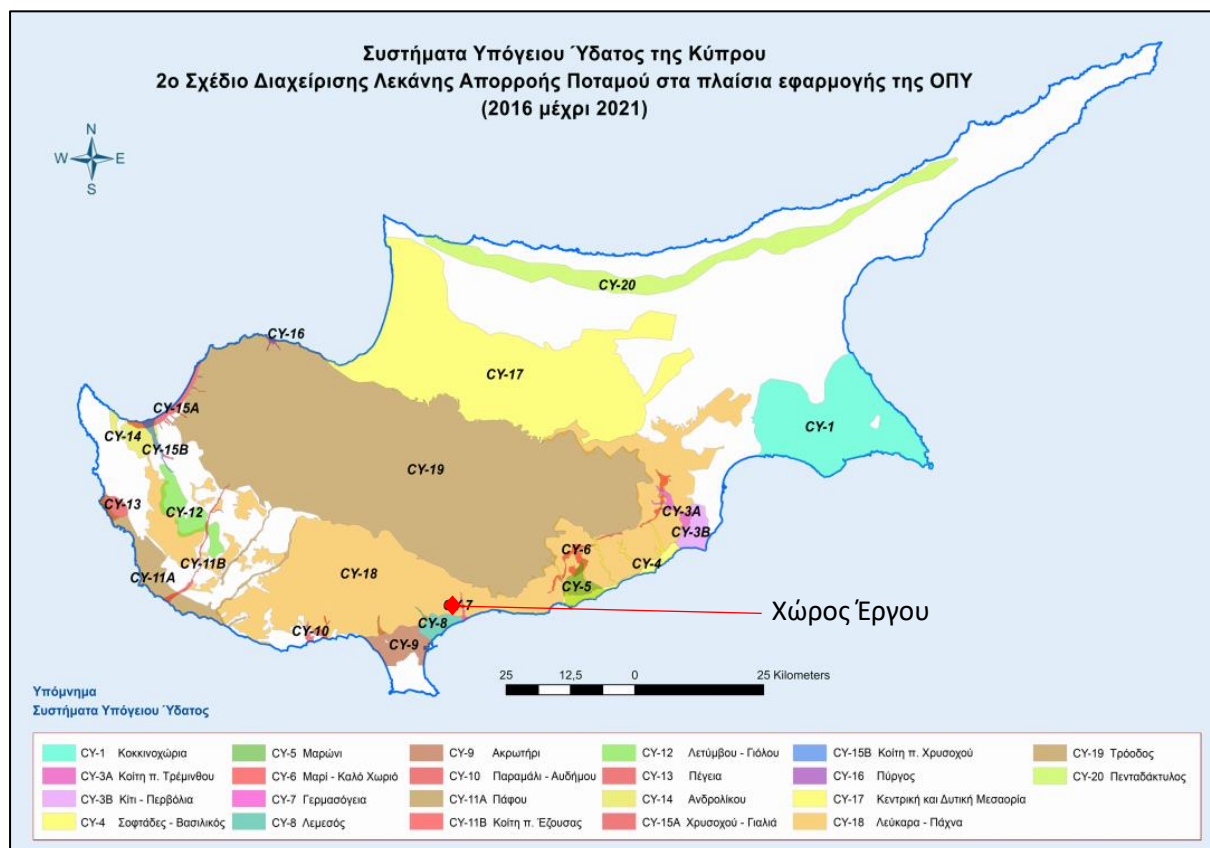 Συστήματα Υπόγειου Ύδατος της Κύπρου
2ο Σχέδιο Διαχείρισης Λεκάνης Απορροής Ποταμού στα πλαίσια εφαρμογής της ΟΠΥ
(2016 μέχρι 2021)
N
W E
S
CY-20
CY-16
CY-17
CY-15A
CY-14
CY-15B
CY-1
CY-19
CY-13
CY-12
CY-3A
CY-3B
CY-6
CY-11B
CY-4
CY-11A
CY-18
CY-5
CY-7
Χώρος Έργου
CY-8
CY-10
CY-9
25 12,5 0 25 Kilometers
Υπόμνημα
Συστήματα Υπόγειου Ύδατος
CY-1 Κοκκινοχώρια
CY-3A Κοίτη π. Τρέμινθου
CY-3B Κίτι - Περβόλια
CY-4 Σοφτάδες - Βασιλικός
CY-5 Μαρώνι
CY-6 Μαρί - Καλό Χωριό
CY-7 Γερμασόγεια
CY-8 Λεμεσός
CY-9 Ακρωτήρι
CY-10 Παραμάλι - Αυδήμου
CY-11A Πάφου
CY-11B Κοίτη π. Έζουσας
CY-12 Λετύμβου - Γιόλου
CY-13 Πέγεια
CY-14 Ανδρολίκου
CY-15A Χρυσοχού - Γιαλιά
CY-15B Κοίτη π. Χρυσοχού
CY-16 Πύργος
CY-17 Κεντρική και Δυτική Μεσαορία
CY-18 Λεύκαρα - Πάχνα
CY-19 Τρόοδος
CY-20 Πενταδάκτυλος